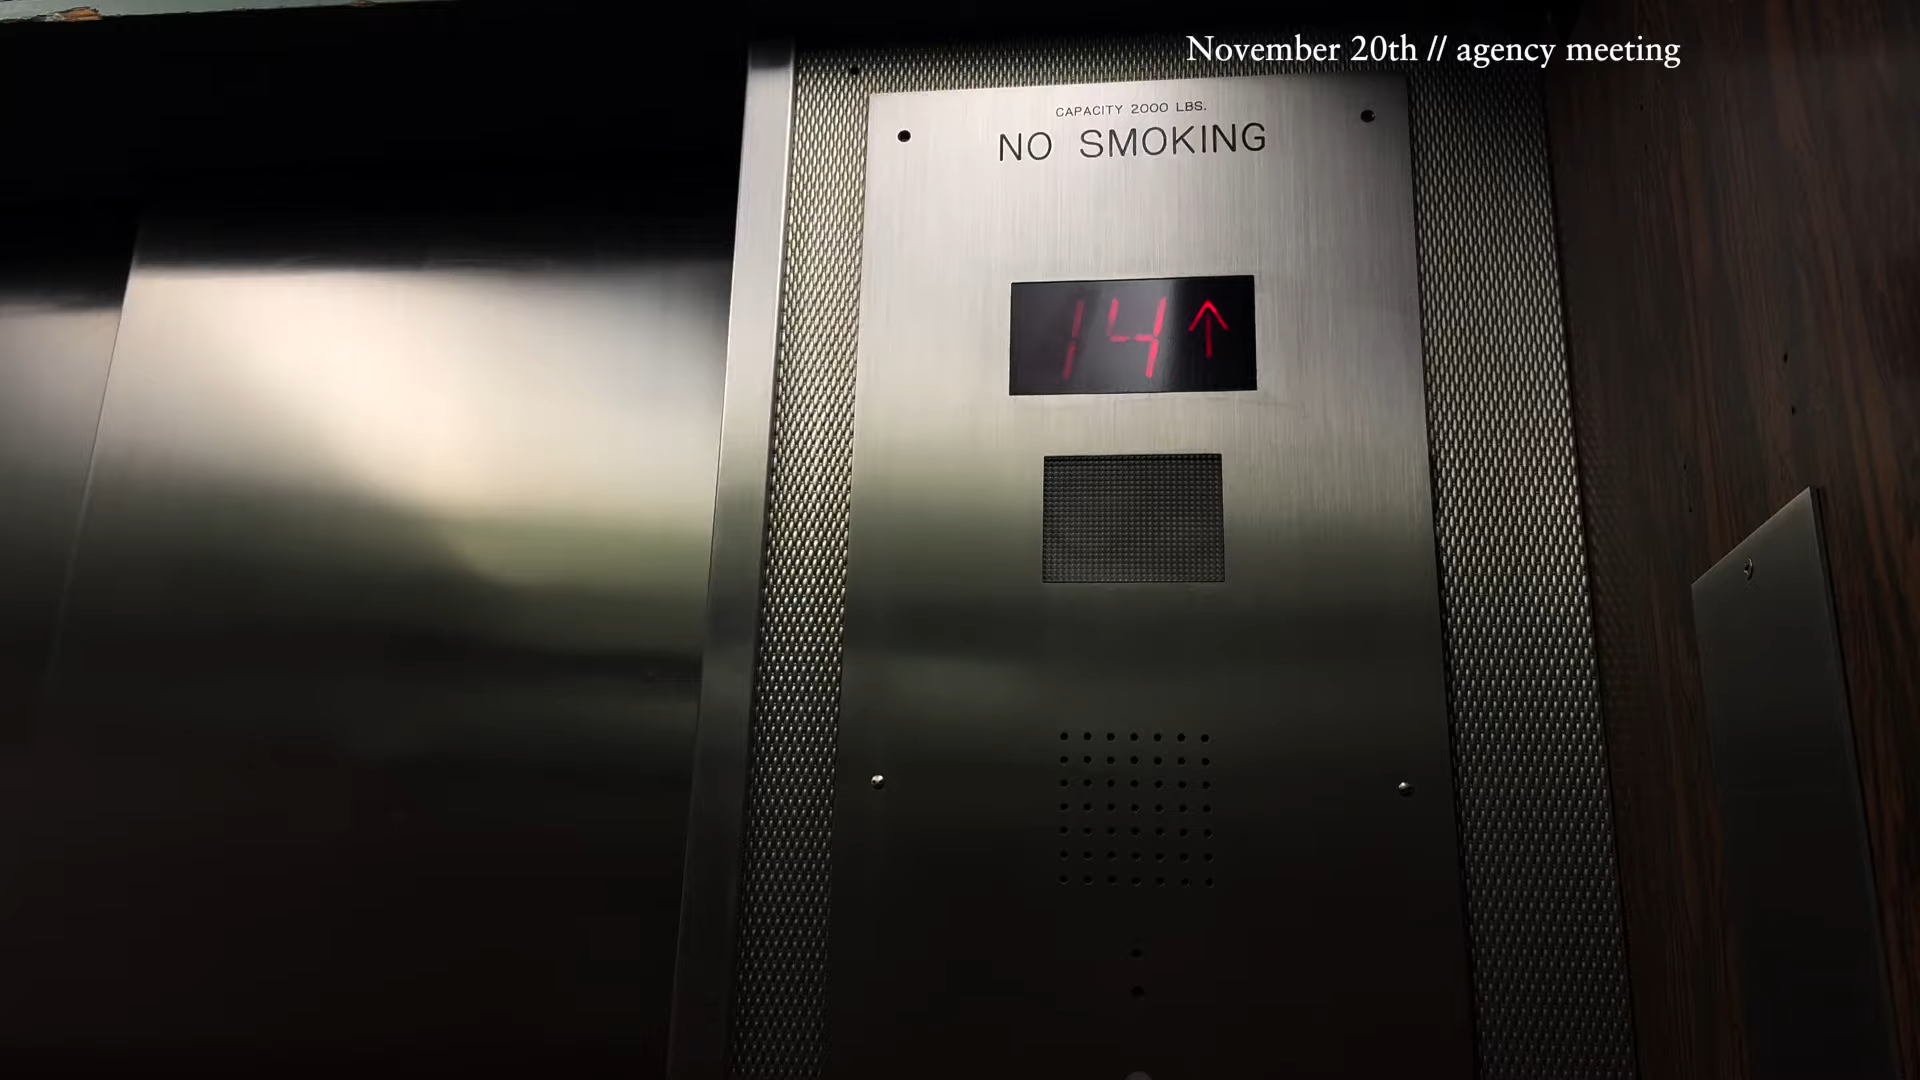 November 20th // agency meeting
CAPACITY 2000 LBS.
NO SMOKING
14↑